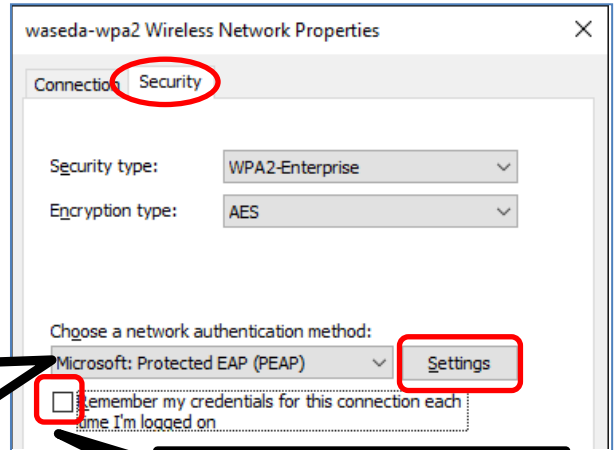 waseda-wpa2 Wireless Network Properties
Connection Security
Security type: WPA2-Enterprise
Encryption type: AES
Choose a network authentication method:
Microsoft: Protected EAP (PEAP) Settings
Remember my credentials for this connection each
time I'm logged on